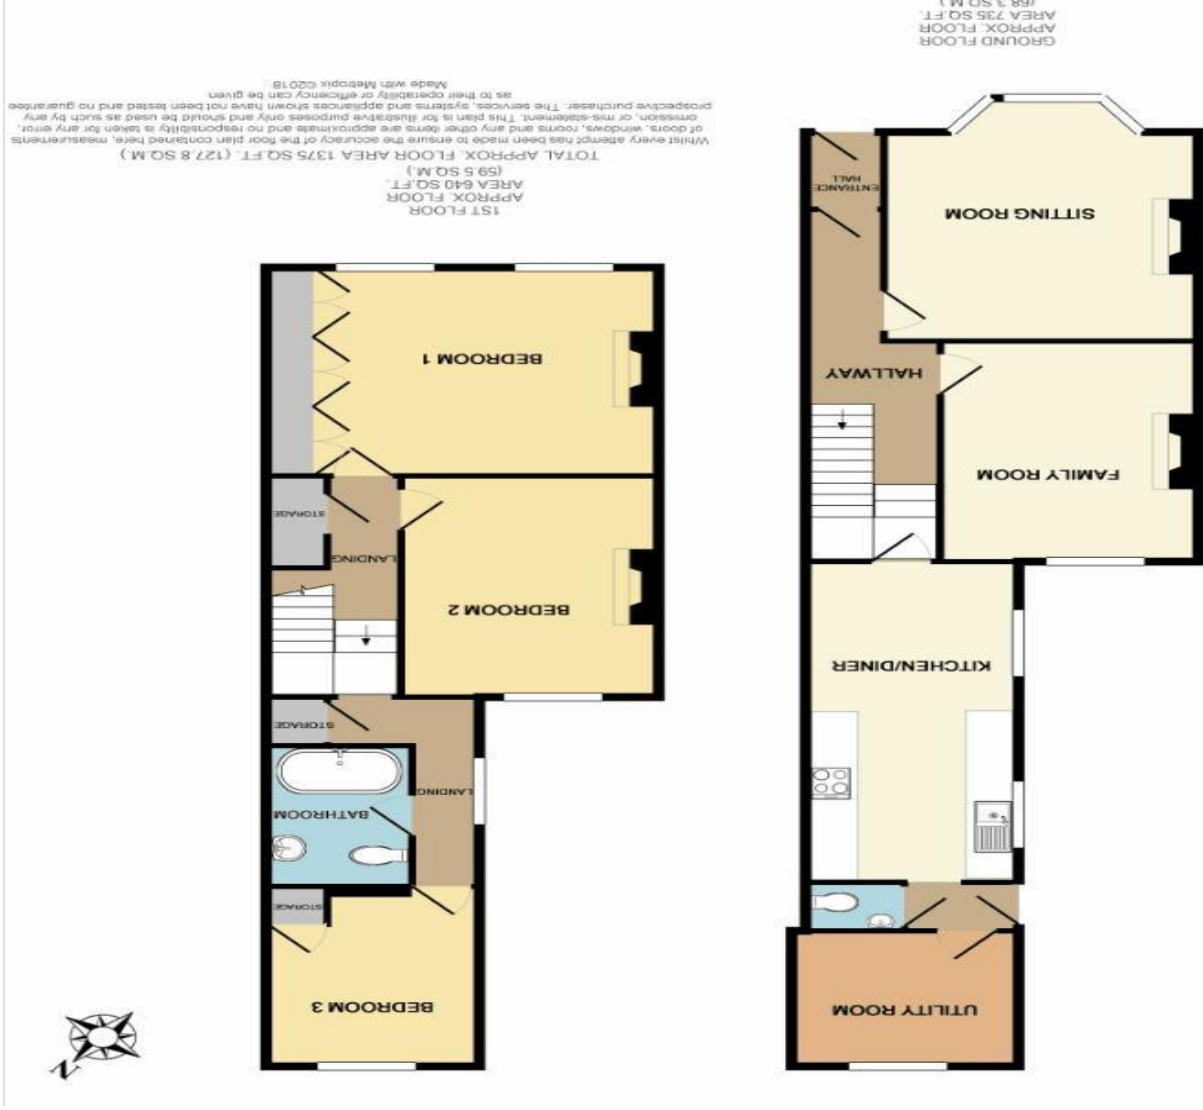 UTILITY ROOM
KITCHEN/DINER
FAMILY ROOM
HALLWAY
SITTING ROOM
ENTRANCE
HALL
GROUND FLOOR
APPROX. FLOOR
AREA 735 SQ.FT.
(68.3 SQ.M.)
N
BEDROOM 3
STORAGE
BATHROOM
LANDING
STORAGE
BEDROOM 2
LANDING
STORAGE
BEDROOM 1
1ST FLOOR
APPROX. FLOOR
AREA 640 SQ.FT.
(59.5 SQ.M.)
TOTAL APPROX. FLOOR AREA 1375 SQ.FT. (127.8 SQ.M.)
Whilst every attempt has been made to ensure the accuracy of the floor plan contained here, measurements
of doors, windows, rooms and any other items are approximate and no responsibility is taken for any error,
omission, or mis-statement. This plan is for illustrative purposes only and should be used as such by any
prospective purchaser. The services, systems and appliances shown have not been tested and no guarantee
as to their operability or efficiency can be given
Made with Metropix ©2018